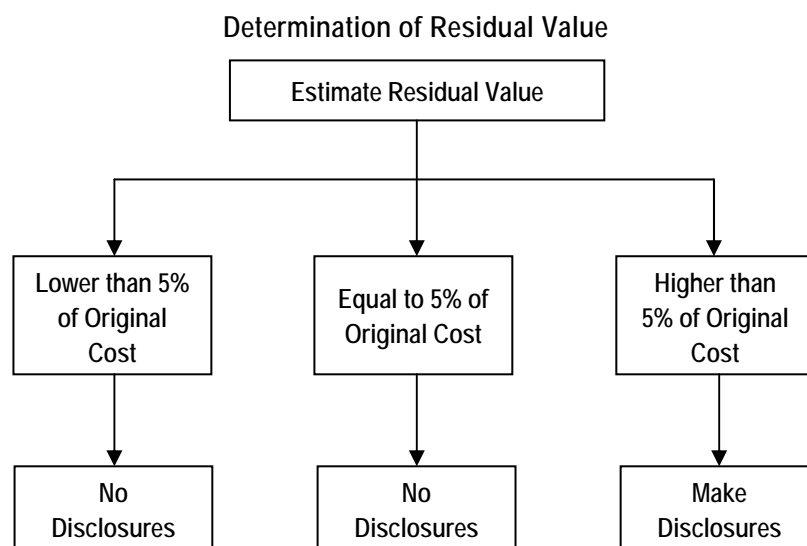 Determination of Residual Value
Estimate Residual Value
Lower than 5%
of Original
Cost
Equal to 5% of
Original Cost
Higher than
5% of Original
Cost
No
Disclosures
No
Disclosures
Make
Disclosures